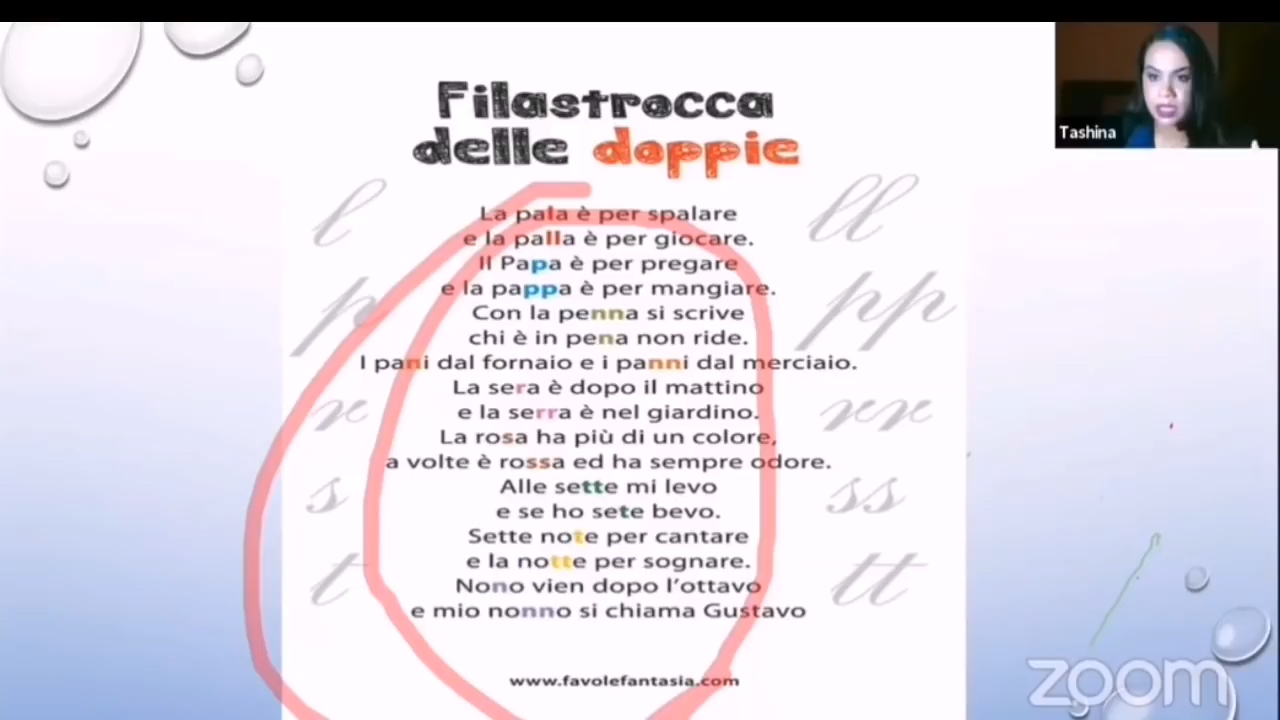 Filastrocca
delle doppie
Tashina
l
ll
La pala è per spalare
e la palla è per giocare.
Il Papa è per pregare
e la pappa è per mangiare.
p
pp
Con la penna si scrive
chi è in pena non ride.
I pani dal fornaio e i panni dal merciaio.
La sera è dopo il mattino
e la serra è nel giardino.
r
rr
La rosa ha più di un colore,
a volte è rossa ed ha sempre odore.
Alle sette mi levo
s
ss
e se ho sete bevo.
Sette note per cantare
e la notte per sognare.
t
tt
Nono vien dopo l'ottavo
e mio nonno si chiama Gustavo
www.favolefantasia.com
zoom